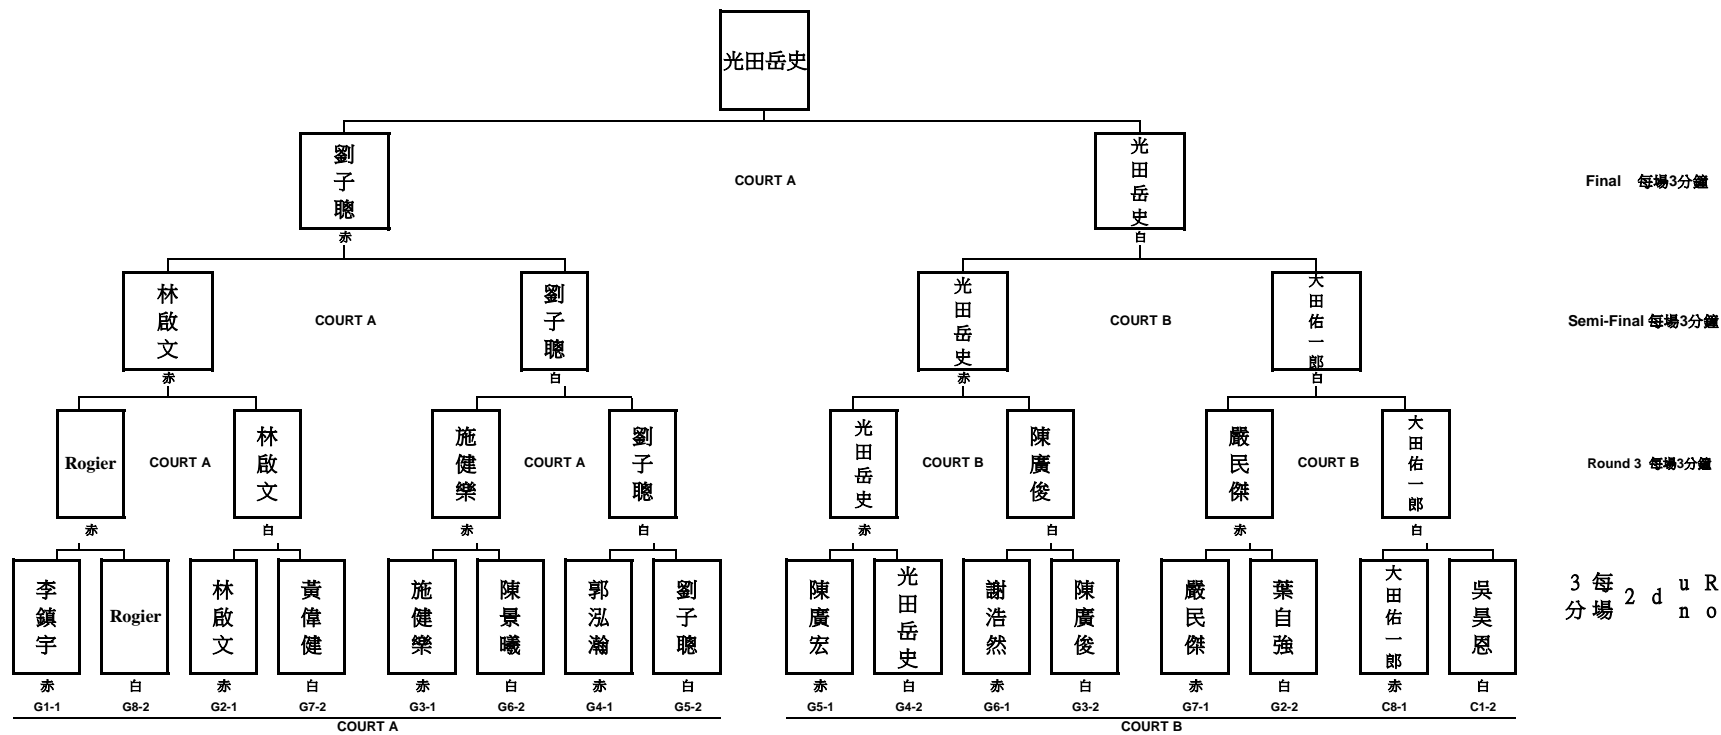 光田岳史
劉子聰
COURT A
光田岳史
Final 每場3分鐘
赤
白
林啟文
COURT A
劉子聰
光田岳史
COURT B
大田佑一郎
Semi-Final 每場3分鐘
赤
白
赤
白
Rogier
COURT A
林啟文
施健樂
COURT A
劉子聰
光田岳史
COURT B
陳廣俊
嚴民傑
COURT B
大田佑一郎
Round 3 每場3分鐘
赤
白
赤
白
赤
白
赤
白
李鎮宇
Rogier
林啟文
黃偉健
施健樂
陳景曦
郭泓瀚
劉子聰
陳廣宏
光田岳史
謝浩然
陳廣俊
嚴民傑
葉自強
大田佑一郎
吳昊恩
Round 2 每場3分
赤
白
赤
白
赤
白
赤
白
赤
白
赤
白
赤
白
赤
白
G1-1
G8-2
G2-1
G7-2
G3-1
G6-2
G4-1
G5-2
G5-1
G4-2
G6-1
G3-2
G7-1
G2-2
C8-1
C1-2
COURT A
COURT B